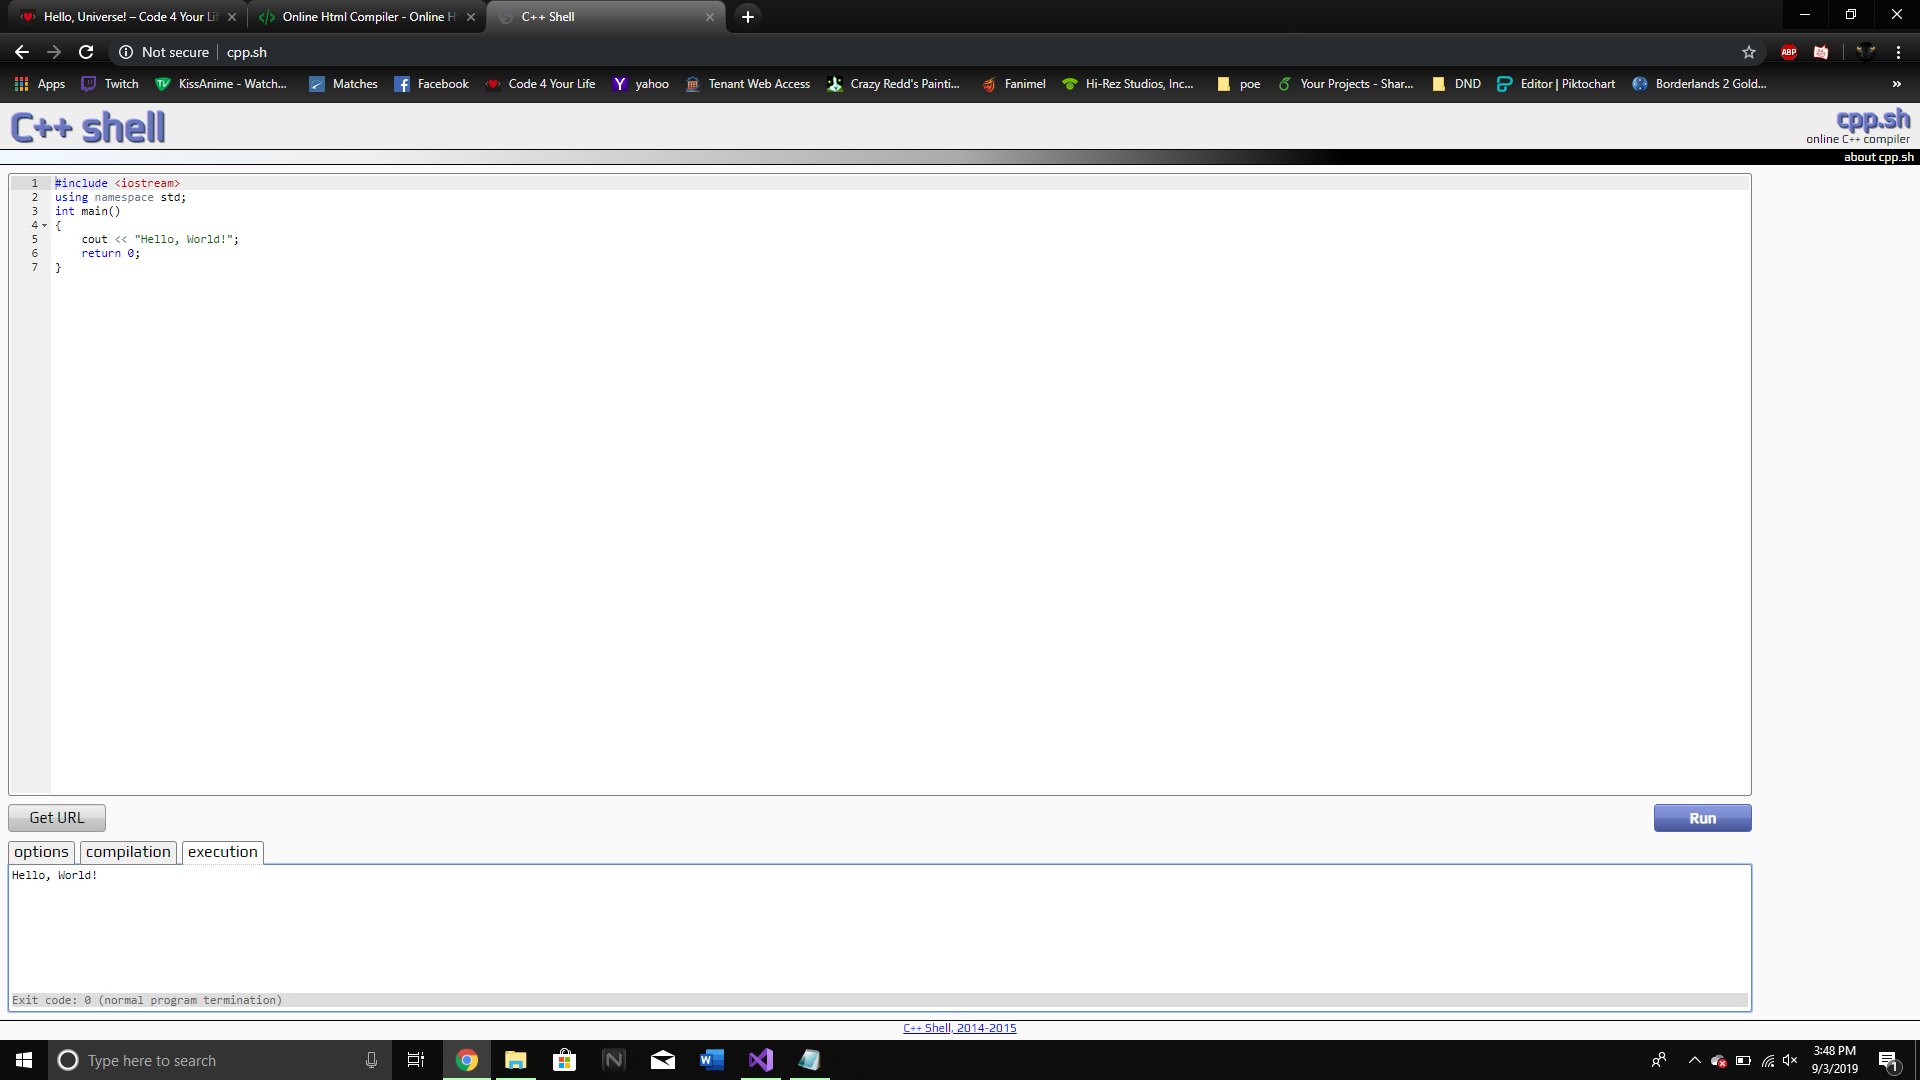 Hello, Universe! – Code 4 Your Lif
Online Html Compiler - Online H
C++ Shell
Not secure
cpp.sh
ABP
Apps
Twitch
KissAnime - Watch...
Matches
Facebook
Code 4 Your Life
yahoo
Tenant Web Access
Crazy Redd's Painti...
Fanimel
Hi-Rez Studios, Inc...
poe
Your Projects - Shar...
DND
Editor | Piktochart
Borderlands 2 Gold...
»
C++ shell
cpp.sh
online C++ compiler
about cpp.sh
1 #include <iostream>
2 using namespace std;
3 int main()
4 {
5 cout << "Hello, World!";
6 return 0;
7 }
Get URL
Run
options
compilation
execution
Hello, World!
Exit code: 0 (normal program termination)
C++ Shell, 2014-2015
Type here to search
3:48 PM
9/3/2019
1